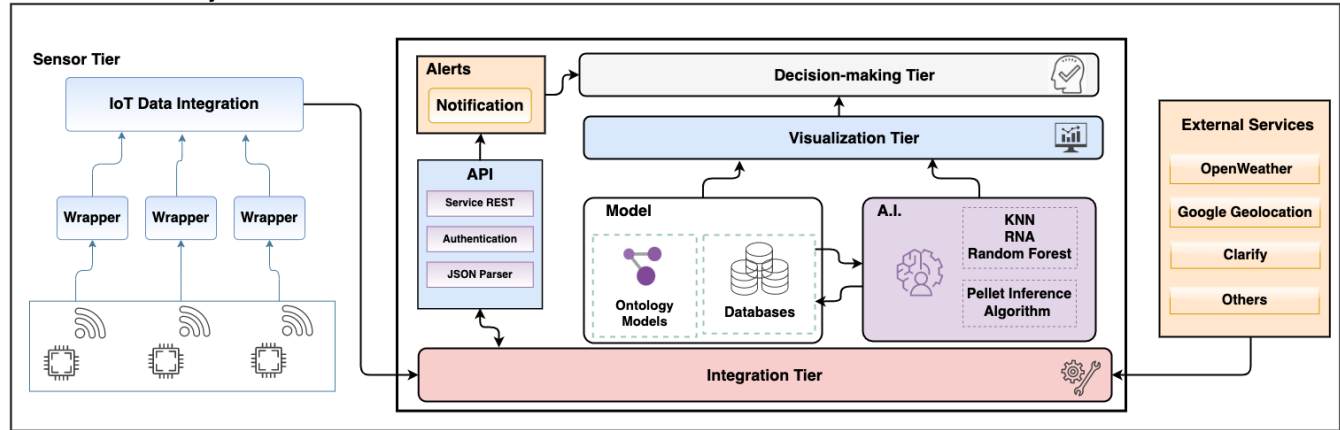 Sensor Tier
IoT Data Integration
Wrapper
Wrapper
Wrapper
Alerts
Notification
API
Service REST
Authentication
JSON Parser
Decision-making Tier
Visualization Tier
Model
Ontology
Models
Databases
A.I.
KNN
RNA
Random Forest
Pellet Inference
Algorithm
Integration Tier
External Services
OpenWeather
Google Geolocation
Clarify
Others